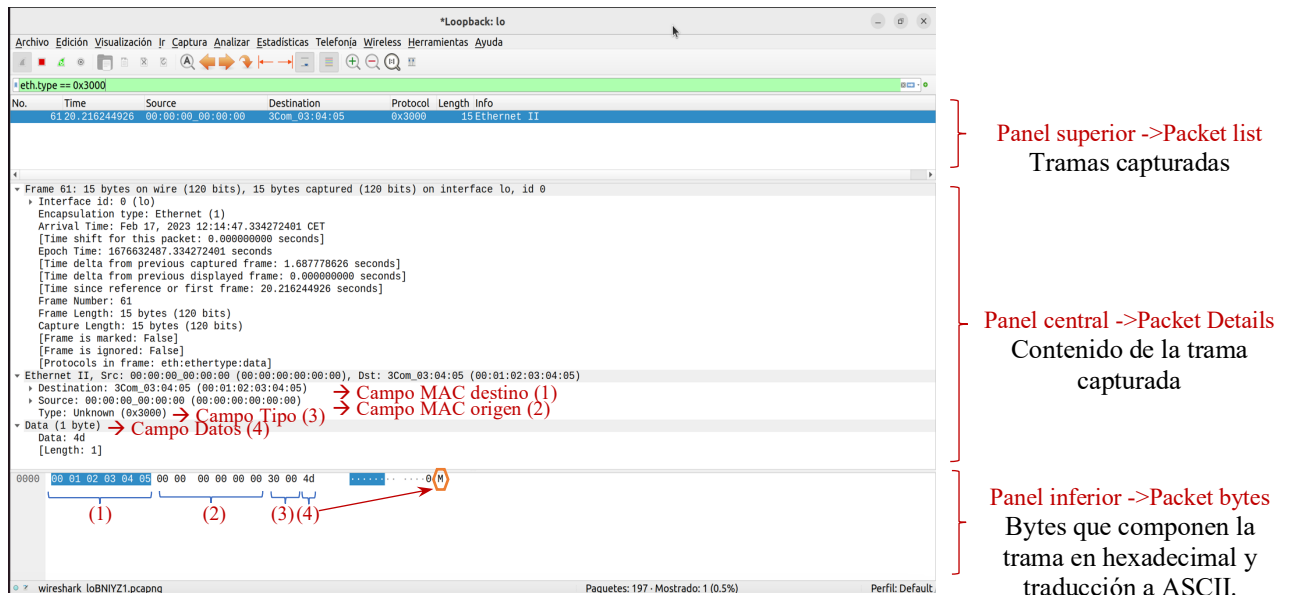 *Loopback: lo
Archivo Edición Visualización Ir Captura Analizar Estadísticas Telefonía Wireless Herramientas Ayuda
eth.type == 0x3000
No. Time Source Destination Protocol Length Info
61 20.216244926 00:00:00_00:00:00 3Com_03:04:05 0x3000 15 Ethernet II
Panel superior ->Packet list
Tramas capturadas
Frame 61: 15 bytes on wire (120 bits), 15 bytes captured (120 bits) on interface lo, id 0
Interface id: 0 (lo)
Encapsulation type: Ethernet (1)
Arrival Time: Feb 17, 2023 12:14:47.334272401 CET
[Time shift for this packet: 0.000000000 seconds]
Epoch Time: 1676632487.334272401 seconds
[Time delta from previous captured frame: 1.687778626 seconds]
[Time delta from previous displayed frame: 0.000000000 seconds]
[Time since reference or first frame: 20.216244926 seconds]
Frame Number: 61
Frame Length: 15 bytes (120 bits)
Capture Length: 15 bytes (120 bits)
[Frame is marked: False]
[Frame is ignored: False]
[Protocols in frame: eth:ethertype:data]
Ethernet II, Src: 00:00:00_00:00:00 (00:00:00:00:00:00), Dst: 3Com_03:04:05 (00:01:02:03:04:05)
Destination: 3Com_03:04:05 (00:01:02:03:04:05) → Campo MAC destino (1)
Source: 00:00:00_00:00:00 (00:00:00:00:00:00) → Campo MAC origen (2)
Type: Unknown (0x3000) → Campo Tipo (3)
Data (1 byte) → Campo Datos (4)
Data: 4d
[Length: 1]
Panel central ->Packet Details
Contenido de la trama
capturada
0000 00 01 02 03 04 05 00 00 00 00 00 00 30 00 4d ········ ····0·M
(1) (2) (3) (4)
Panel inferior ->Packet bytes
Bytes que componen la
trama en hexadecimal y
traducción a ASCII.
wireshark_loBNIYZ1.pcapng Paquetes: 197 · Mostrado: 1 (0.5%) Perfil: Default